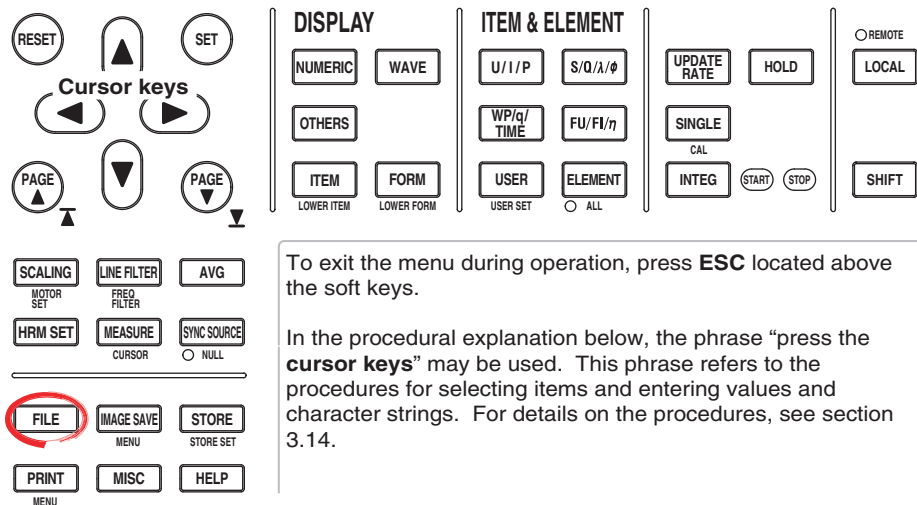 RESET
SET
Cursor keys
PAGE
PAGE
DISPLAY
NUMERIC
WAVE
OTHERS
ITEM
FORM
LOWER ITEM
LOWER FORM
ITEM & ELEMENT
U/I/P
S/Q/λ/φ
WP/q/
TIME
FU/FI/η
USER
ELEMENT
USER SET
ALL
UPDATE
RATE
HOLD
SINGLE
CAL
INTEG
START
STOP
REMOTE
LOCAL
SHIFT
SCALING
LINE FILTER
AVG
MOTOR
SET
FREQ
FILTER
HRM SET
MEASURE
SYNC SOURCE
CURSOR
NULL
FILE
IMAGE SAVE
STORE
MENU
STORE SET
PRINT
MISC
HELP
MENU
To exit the menu during operation, press ESC located above
the soft keys.
In the procedural explanation below, the phrase “press the
cursor keys” may be used. This phrase refers to the
procedures for selecting items and entering values and
character strings. For details on the procedures, see section
3.14.